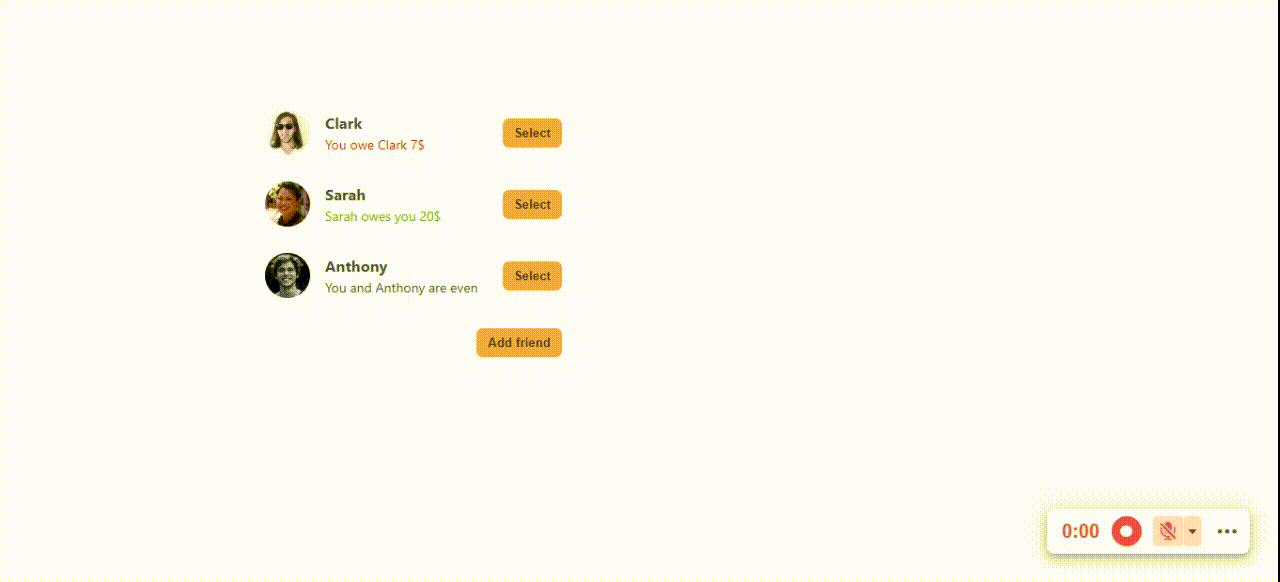 Clark
You owe Clark 7$
Select
Sarah
Sarah owes you 20$
Select
Anthony
You and Anthony are even
Select
Add friend
0:00